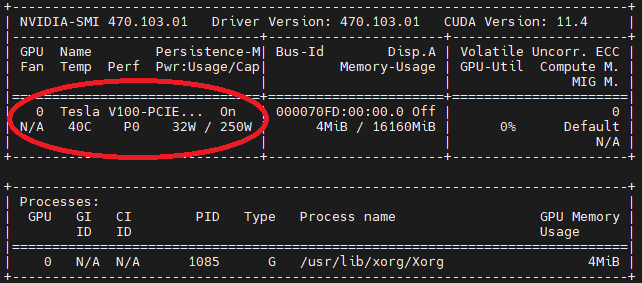 NVIDIA-SMI 470.103.01 Driver Version: 470.103.01 CUDA Version: 11.4
GPU Name Persistence-M| Bus-Id Disp.A | Volatile Uncorr. ECC
Fan Temp Perf Pwr:Usage/Cap| Memory-Usage | GPU-Util Compute M.
MIG M.
0 Tesla V100-PCIE... On | 000070FD:00:00.0 Off | 0
N/A 40C P0 32W / 250W | 4MiB / 16160MiB | 0% Default
N/A
Processes:
GPU GI CI PID Type Process name GPU Memory
ID ID Usage
0 N/A N/A 1085 G /usr/lib/xorg/Xorg 4MiB